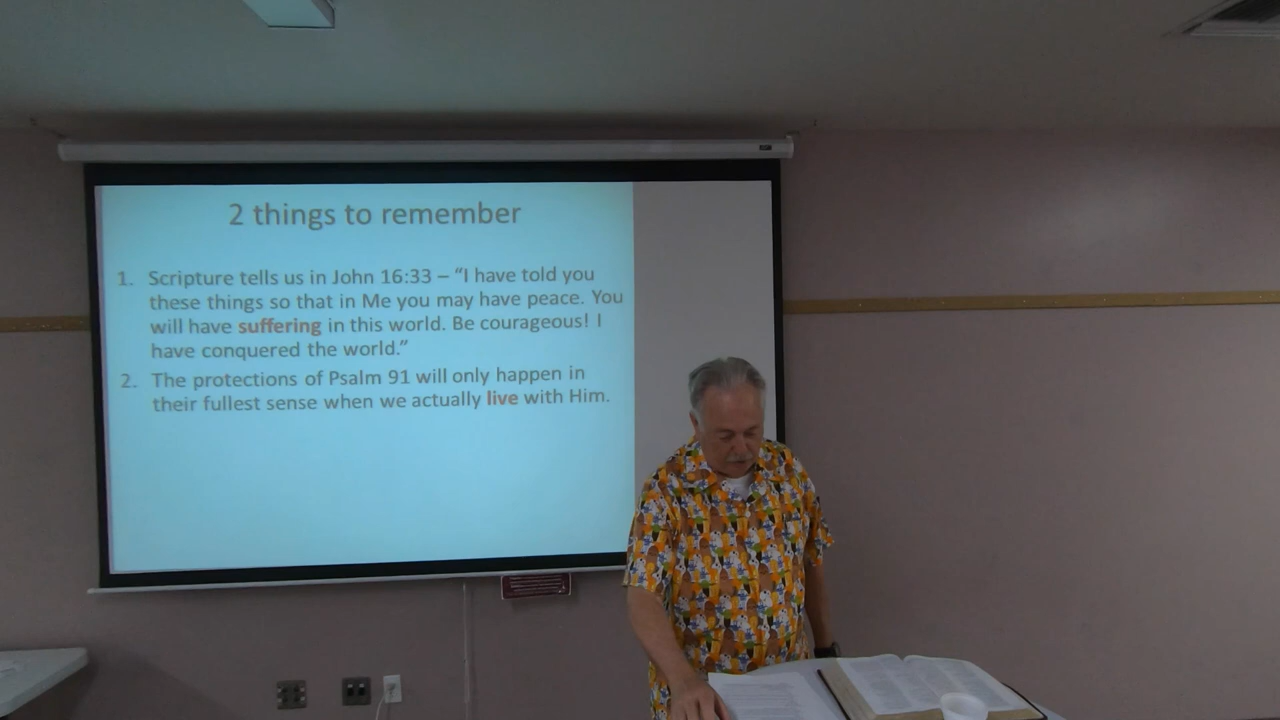 2 things to remember
1. Scripture tells us in John 16:33 – “I have told you
these things so that in Me you may have peace. You
will have suffering in this world. Be courageous! I
have conquered the world.”
2. The protections of Psalm 91 will only happen in
their fullest sense when we actually live with Him.